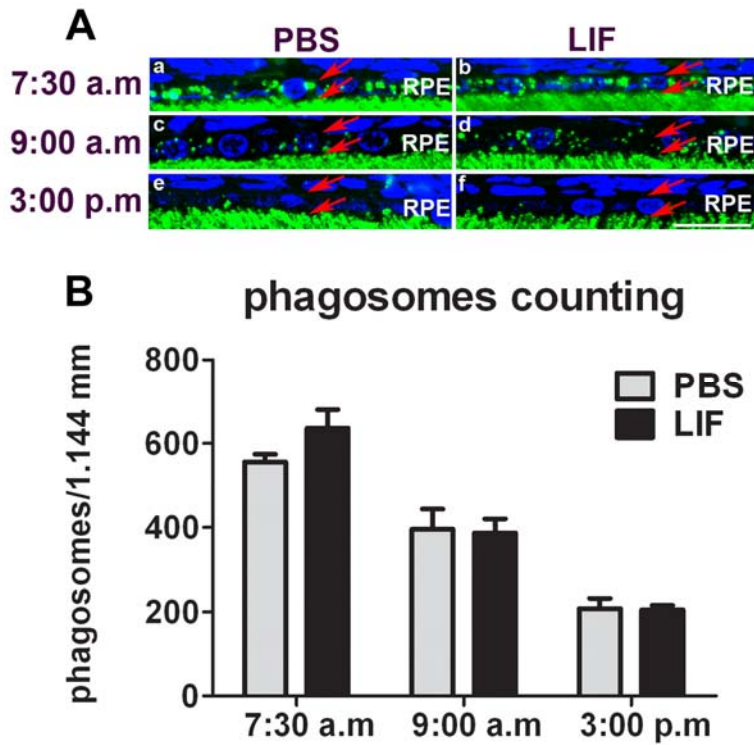 A
PBS LIF
7:30 a.m a RPE b RPE
9:00 a.m c RPE d RPE
3:00 p.m e RPE f RPE
B phagosomes counting
phagosomes/1.144 mm
800
600
400
200
0
PBS
LIF
7:30 a.m 9:00 a.m 3:00 p.m